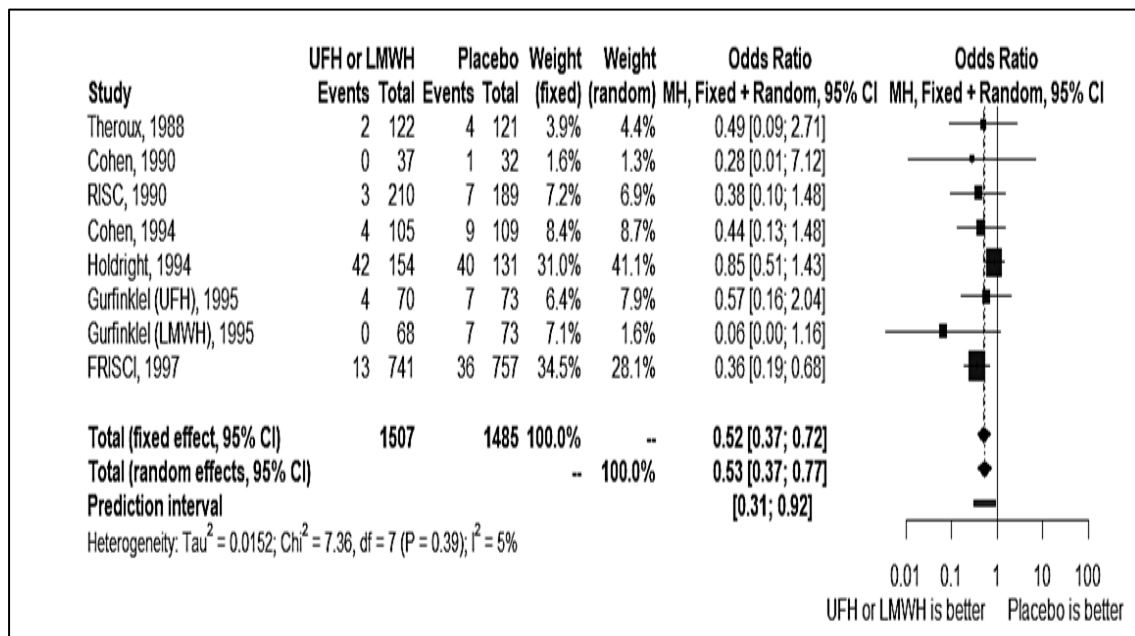 UFH or LMWH Placebo Weight Weight Odds Ratio Odds Ratio
Study Events Total Events Total (fixed) (random) MH, Fixed + Random, 95% CI MH, Fixed + Random, 95% CI
Theroux, 1988 2 122 4 121 3.9% 4.4% 0.49 [0.09; 2.71]
Cohen, 1990 0 37 1 32 1.6% 1.3% 0.28 [0.01; 7.12]
RISC, 1990 3 210 7 189 7.2% 6.9% 0.38 [0.10; 1.48]
Cohen, 1994 4 105 9 109 8.4% 8.7% 0.44 [0.13; 1.48]
Holdright, 1994 42 154 40 131 31.0% 41.1% 0.85 [0.51; 1.43]
Gurfinklel (UFH), 1995 4 70 7 73 6.4% 7.9% 0.57 [0.16; 2.04]
Gurfinklel (LMWH), 1995 0 68 7 73 7.1% 1.6% 0.06 [0.00; 1.16]
FRISCI, 1997 13 741 36 757 34.5% 28.1% 0.36 [0.19; 0.68]
Total (fixed effect, 95% CI) 1507 1485 100.0% -- 0.52 [0.37; 0.72]
Total (random effects, 95% CI) -- 100.0% 0.53 [0.37; 0.77]
Prediction interval [0.31; 0.92]
Heterogeneity: Tau² = 0.0152; Chi² = 7.36, df = 7 (P = 0.39); I² = 5%
0.01 0.1 1 10 100
UFH or LMWH is better Placebo is better